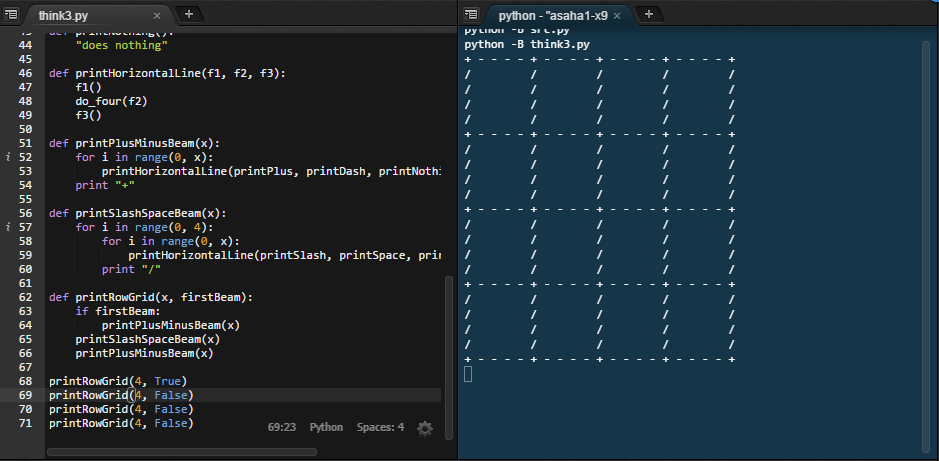 think3.py × +
43 def printNothing():
44 "does nothing"
45
46 def printHorizontalLine(f1, f2, f3):
47 f1()
48 do_four(f2)
49 f3()
50
51 def printPlusMinusBeam(x):
i 52 for i in range(0, x):
53 printHorizontalLine(printPlus, printDash, printNothi
54 print "+"
55
56 def printSlashSpaceBeam(x):
i 57 for i in range(0, 4):
58 for i in range(0, x):
59 printHorizontalLine(printSlash, printSpace, prin
60 print "/"
61
62 def printRowGrid(x, firstBeam):
63 if firstBeam:
64 printPlusMinusBeam(x)
65 printSlashSpaceBeam(x)
66 printPlusMinusBeam(x)
67
68 printRowGrid(4, True)
69 printRowGrid(4, False)
70 printRowGrid(4, False)
71 printRowGrid(4, False)
69:23 Python Spaces: 4
python - "asaha1-x9 × +
python -B src.py
python -B think3.py
+ - - - - + - - - - + - - - - + - - - - +
/ / / / /
/ / / / /
/ / / / /
/ / / / /
+ - - - - + - - - - + - - - - + - - - - +
/ / / / /
/ / / / /
/ / / / /
/ / / / /
+ - - - - + - - - - + - - - - + - - - - +
/ / / / /
/ / / / /
/ / / / /
/ / / / /
+ - - - - + - - - - + - - - - + - - - - +
/ / / / /
/ / / / /
/ / / / /
/ / / / /
+ - - - - + - - - - + - - - - + - - - - +